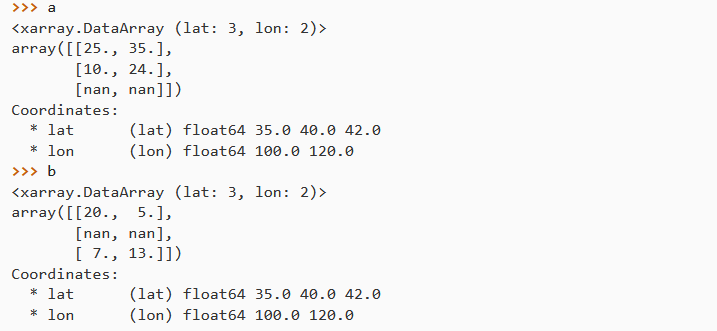 >>> a
<xarray.DataArray (lat: 3, lon: 2)>
array([[25., 35.],
       [10., 24.],
       [nan, nan]])
Coordinates:
  * lat      (lat) float64 35.0 40.0 42.0
  * lon      (lon) float64 100.0 120.0
>>> b
<xarray.DataArray (lat: 3, lon: 2)>
array([[20.,  5.],
       [nan, nan],
       [ 7., 13.]])
Coordinates:
  * lat      (lat) float64 35.0 40.0 42.0
  * lon      (lon) float64 100.0 120.0